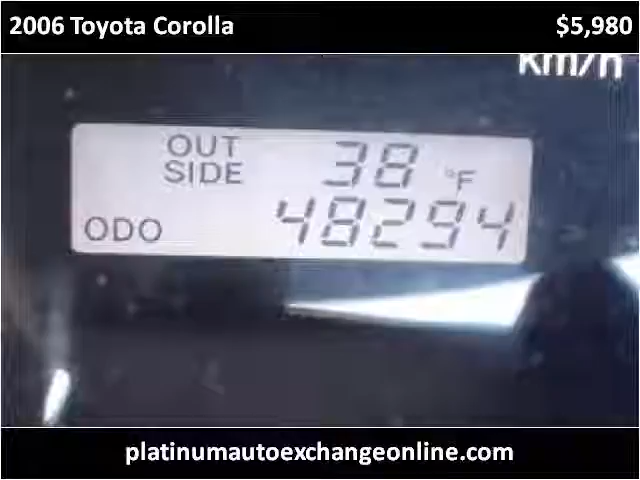 2006 Toyota Corolla $5,980
km/h
OUT SIDE 38 °F
ODO 48294
platinumautoexchangeonline.com